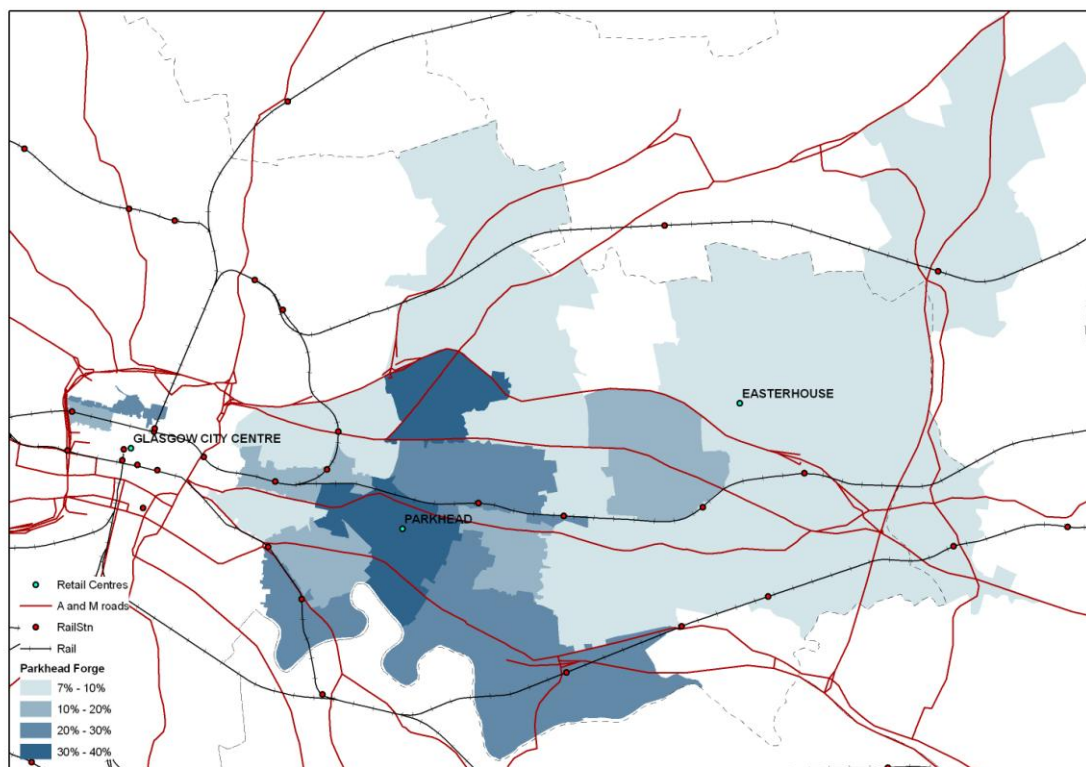 EASTERHOUSE
GLASGOW CITY CENTRE
PARKHEAD
Retail Centres
A and M roads
RailStn
Rail
Parkhead Forge
7% - 10%
10% - 20%
20% - 30%
30% - 40%